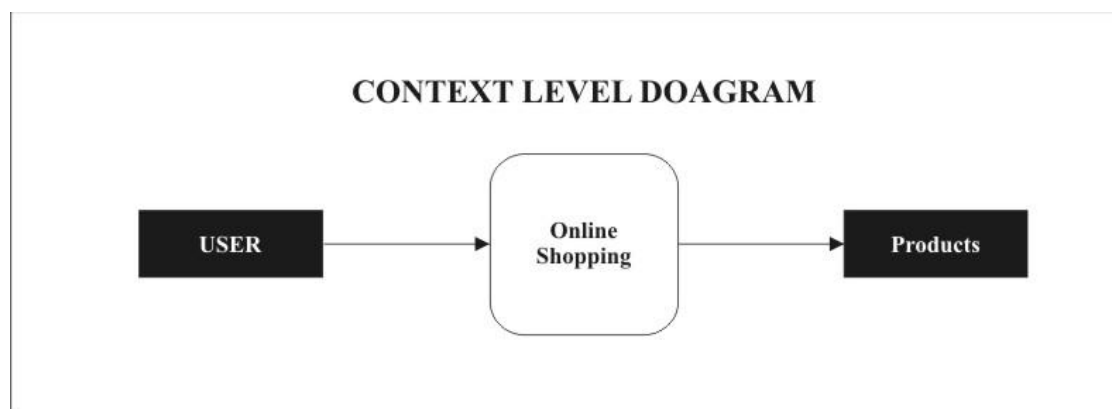 CONTEXT LEVEL DOAGRAM
USER
Online
Shopping
Products